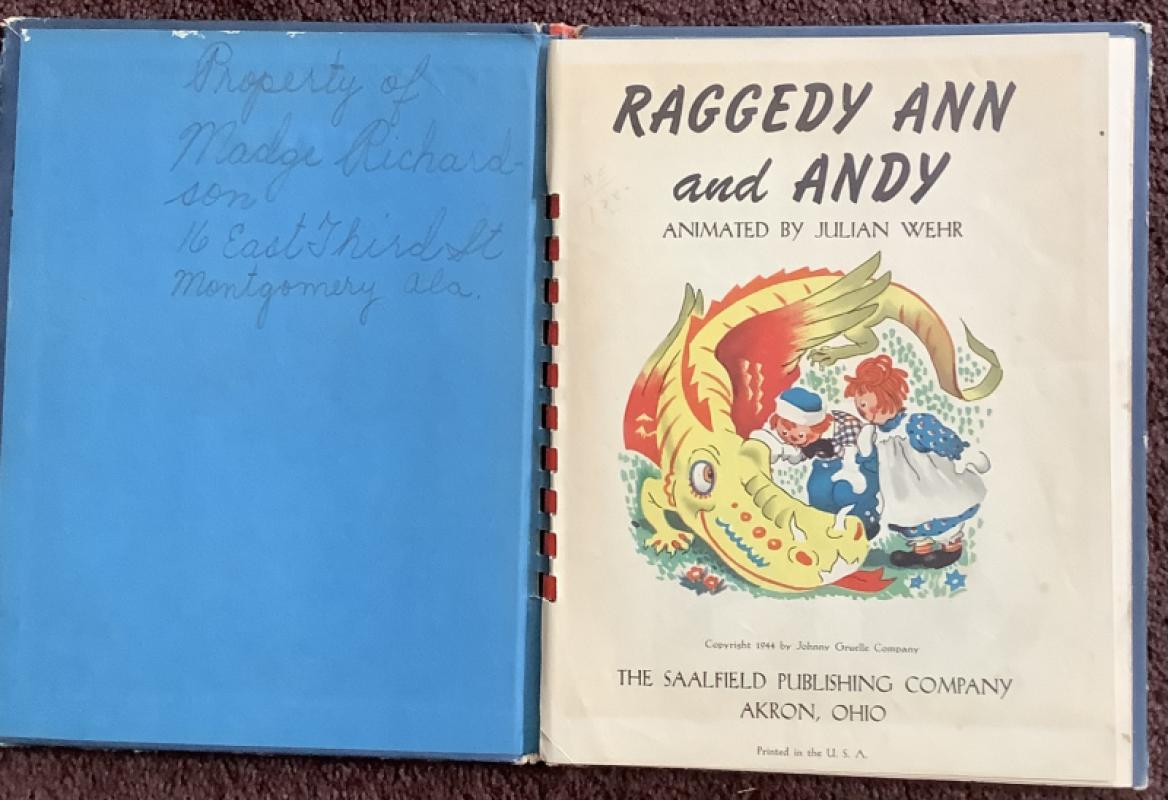 Property of
Madge Richard-
son
16 East Third St
Montgomery Ala.
RAGGEDY ANN
and ANDY
ANIMATED BY JULIAN WEHR
Copyright 1944 by Johnny Gruelle Company
THE SAALFIELD PUBLISHING COMPANY
AKRON, OHIO
Printed in the U. S. A.